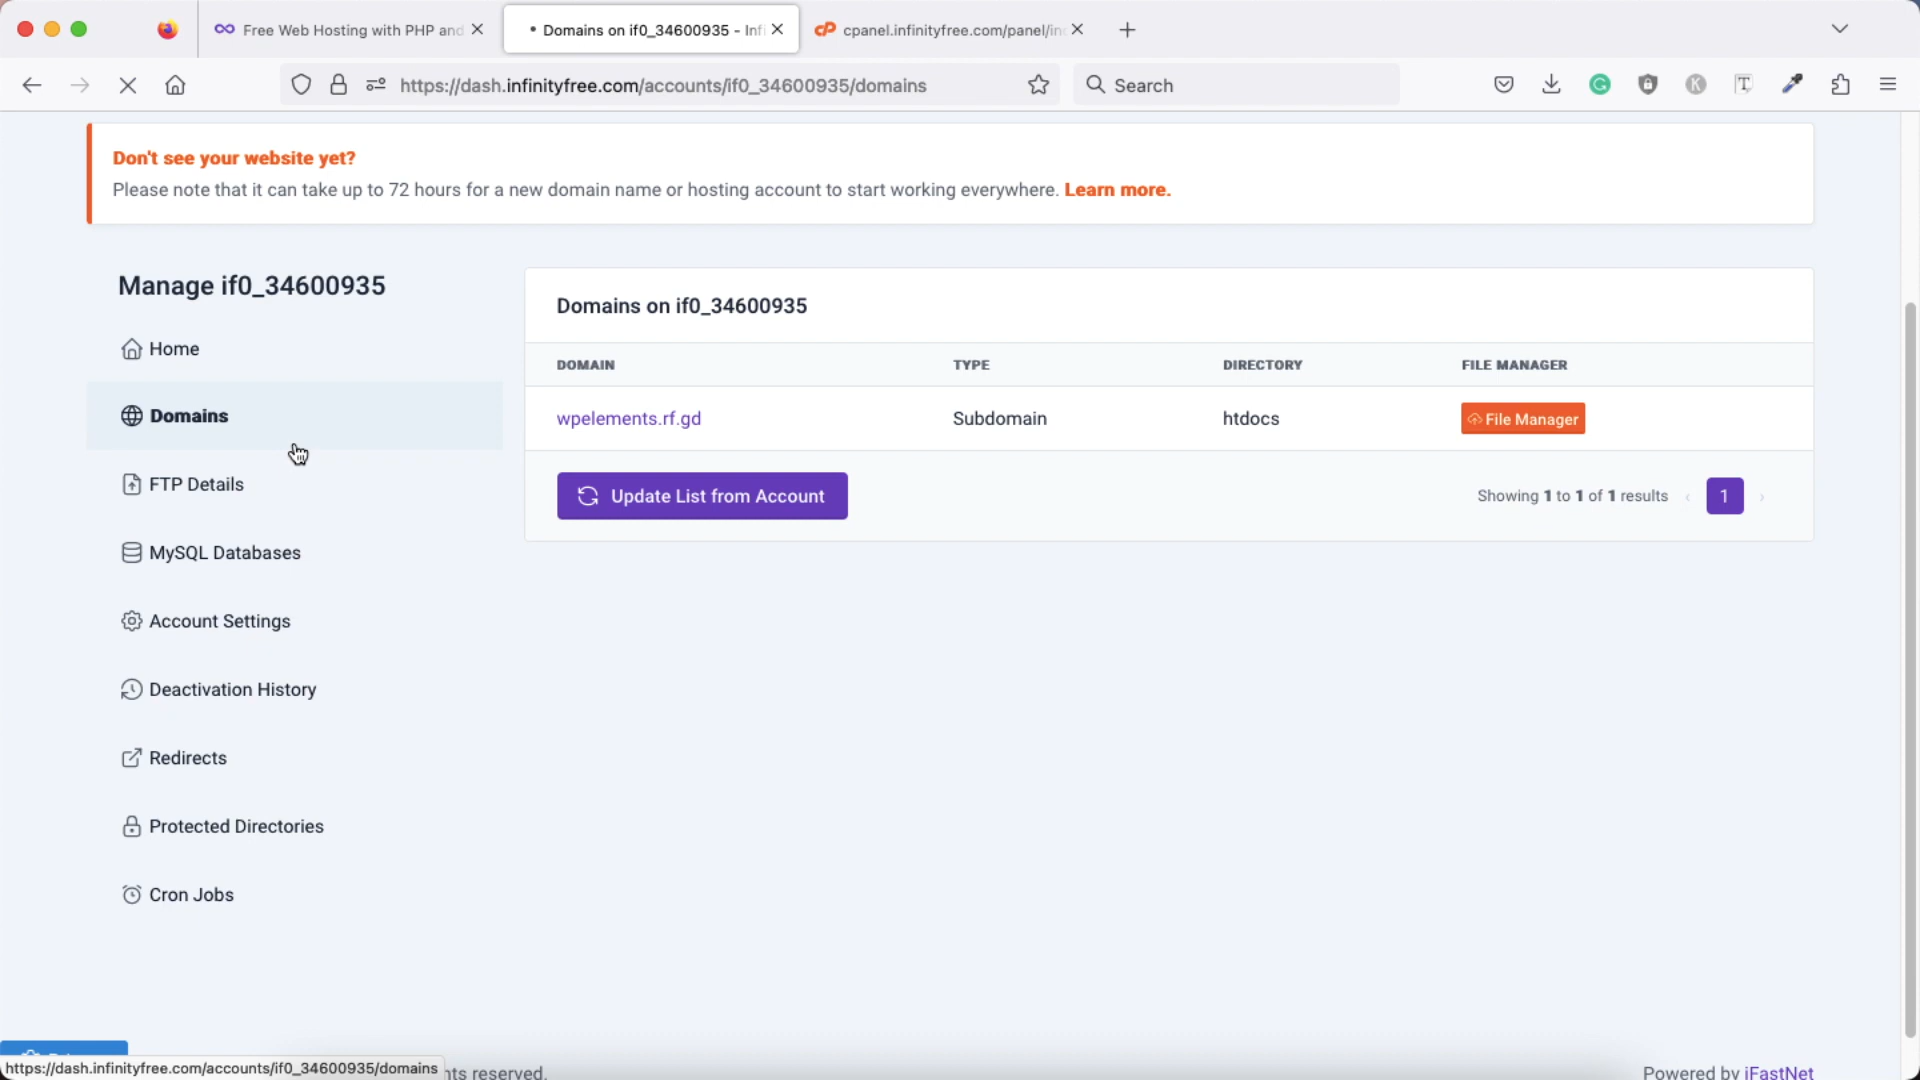 Free Web Hosting with PHP and
Domains on if0_34600935 - Infi
cpanel.infinityfree.com/panel/in
https://dash.infinityfree.com/accounts/if0_34600935/domains
Search
Don't see your website yet?
Please note that it can take up to 72 hours for a new domain name or hosting account to start working everywhere. Learn more.
Manage if0_34600935
Home
Domains
FTP Details
MySQL Databases
Account Settings
Deactivation History
Redirects
Protected Directories
Cron Jobs
Domains on if0_34600935
DOMAIN TYPE DIRECTORY FILE MANAGER
wpelements.rf.gd Subdomain htdocs File Manager
Update List from Account
Showing 1 to 1 of 1 results ‹ 1 ›
https://dash.infinityfree.com/accounts/if0_34600935/domains
reserved.
Powered by iFastNet